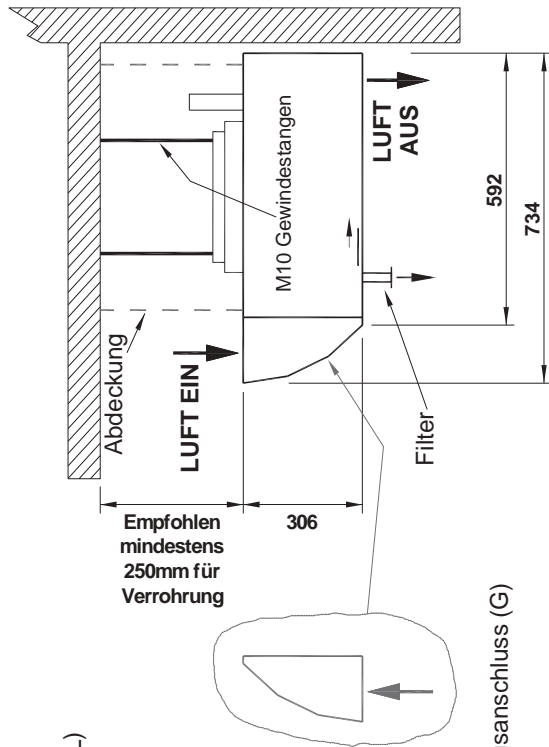 LUFT
AUS
M10 Gewindestangen
592
734
Abdeckung
LUFT EIN
Filter
Empfohlen
mindestens
250mm für
Verrohrung
306
sanschluss (G)